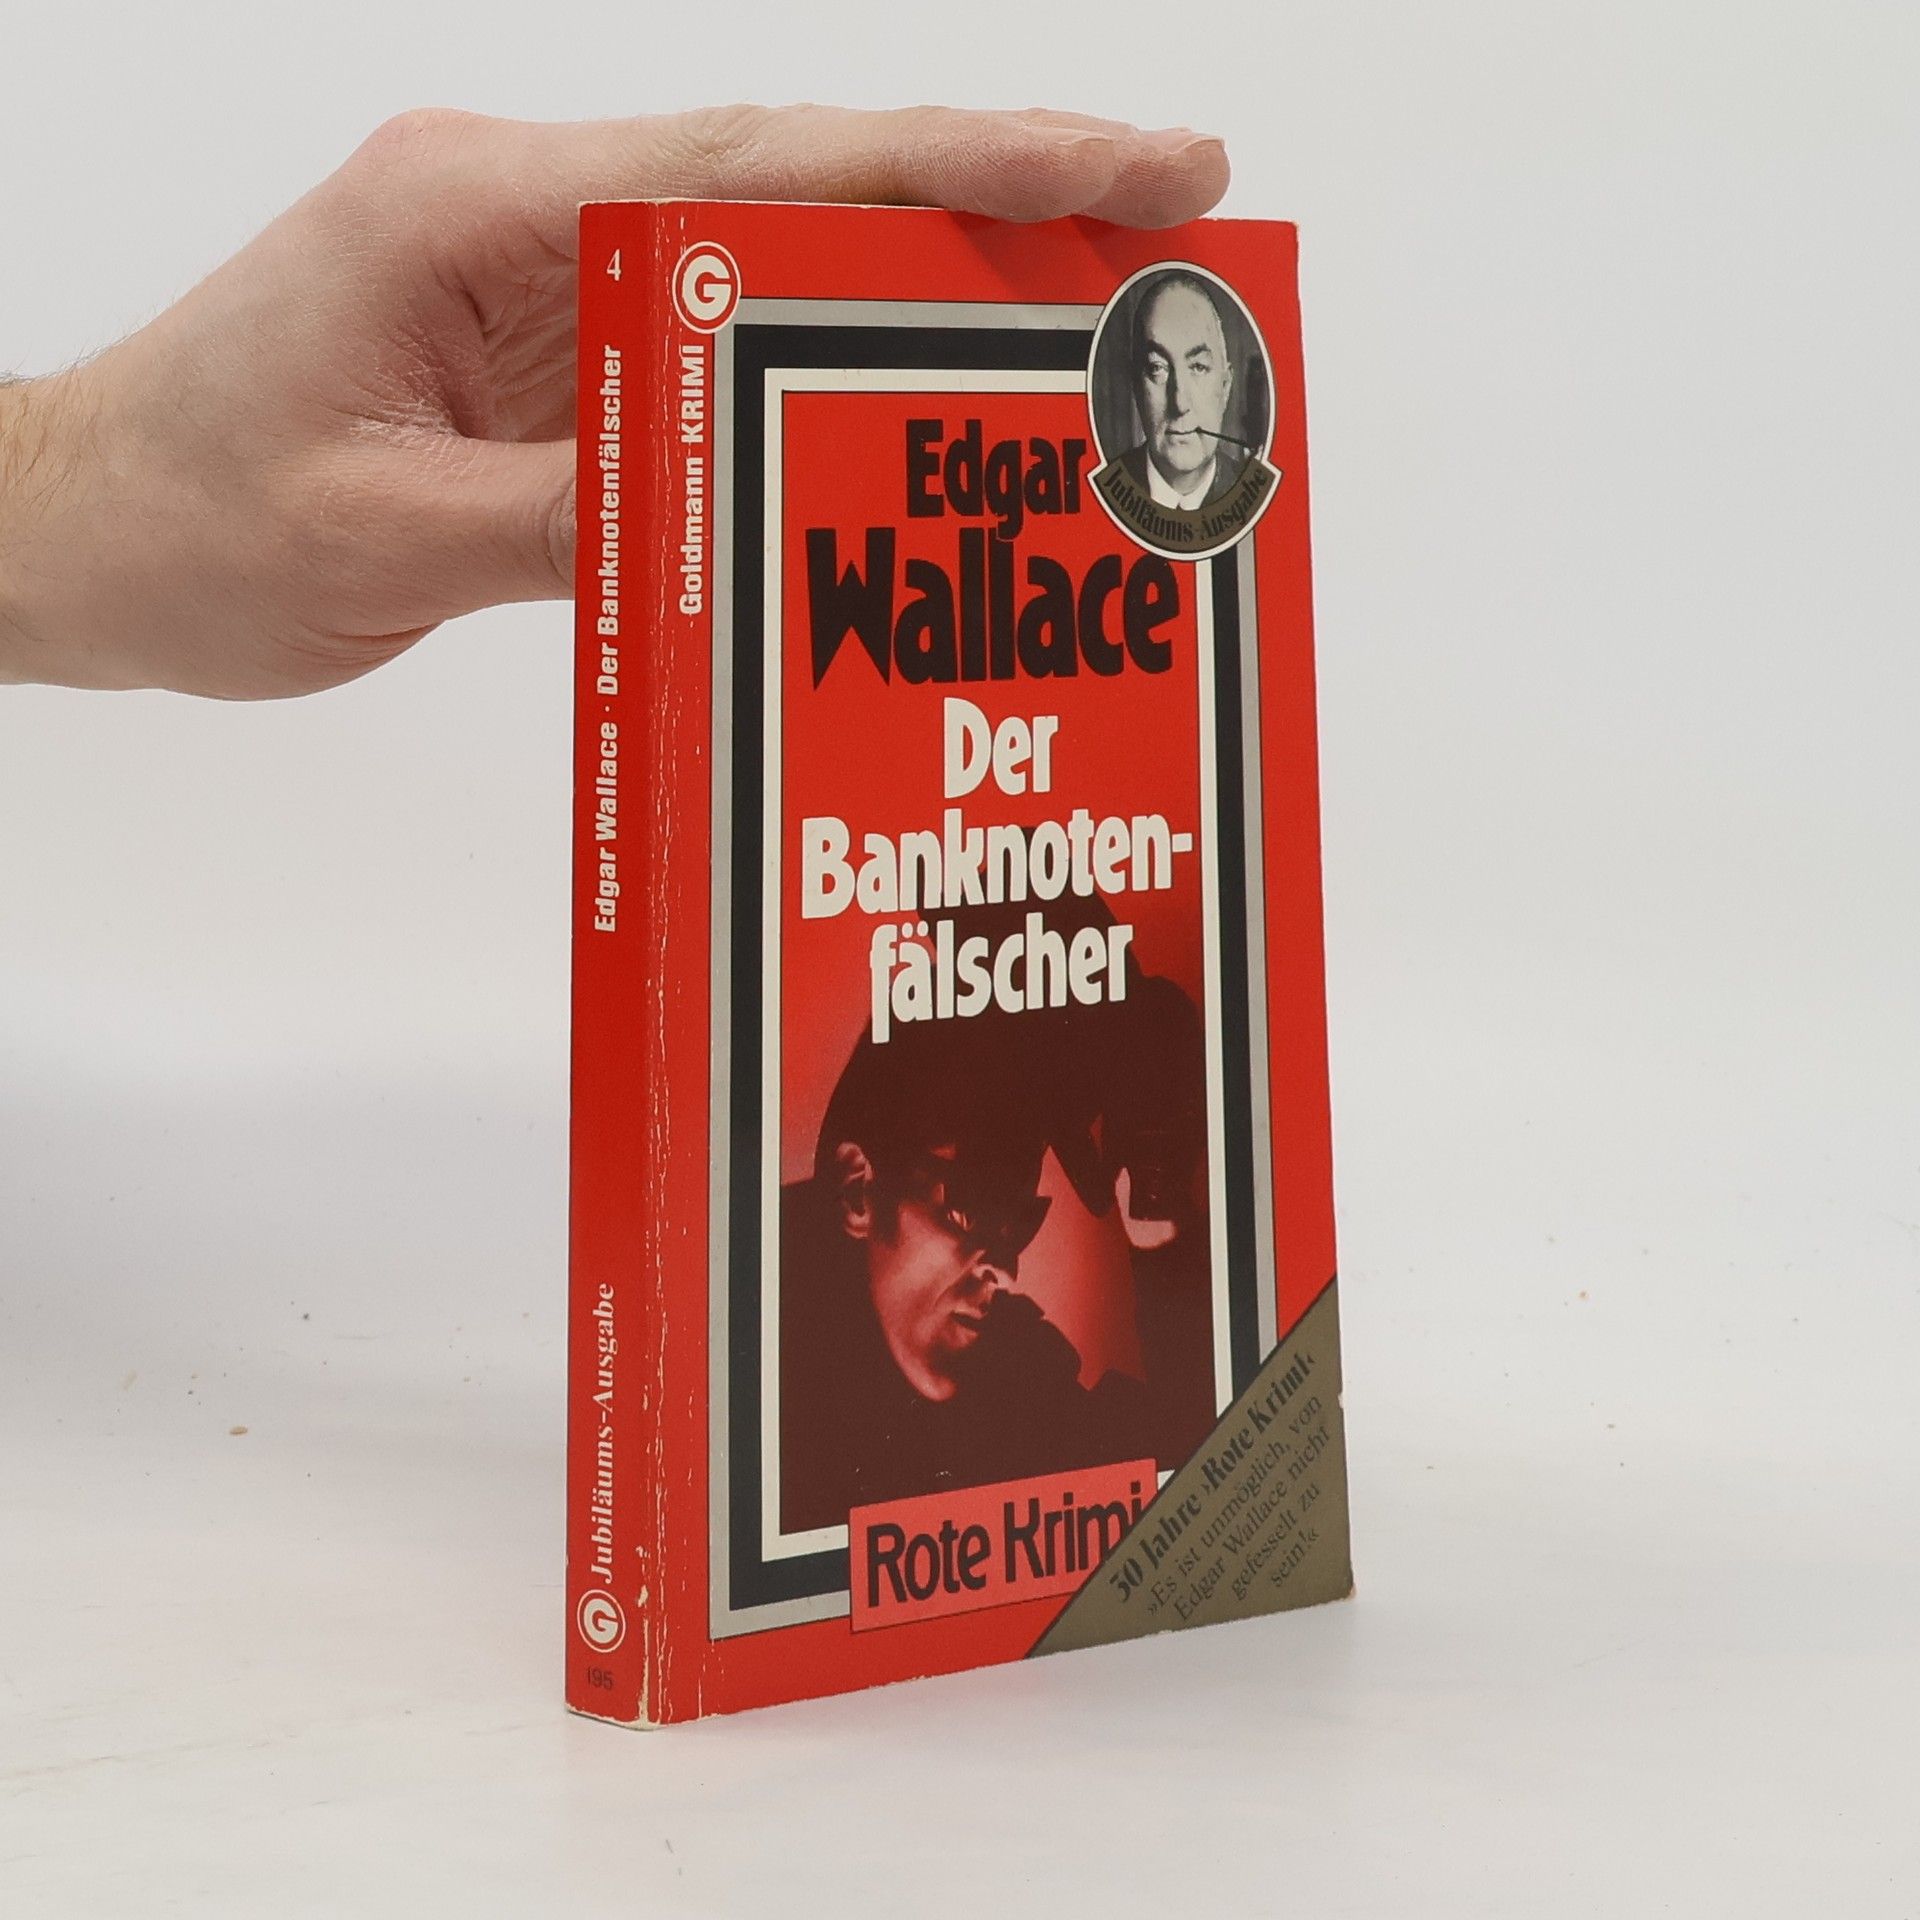 4
Edgar Wallace · Der Banknotenfälscher
Jubiläums-Ausgabe
G
195
G
Goldmann KRIMI
Jubiläums-Ausgabe
Edgar
Wallace
Der
Banknoten-
fälscher
Rote Krimi
50 Jahre ›Rote Krimi‹
»Es ist unmöglich, von
Edgar Wallace nicht
gefesselt zu
sein!«